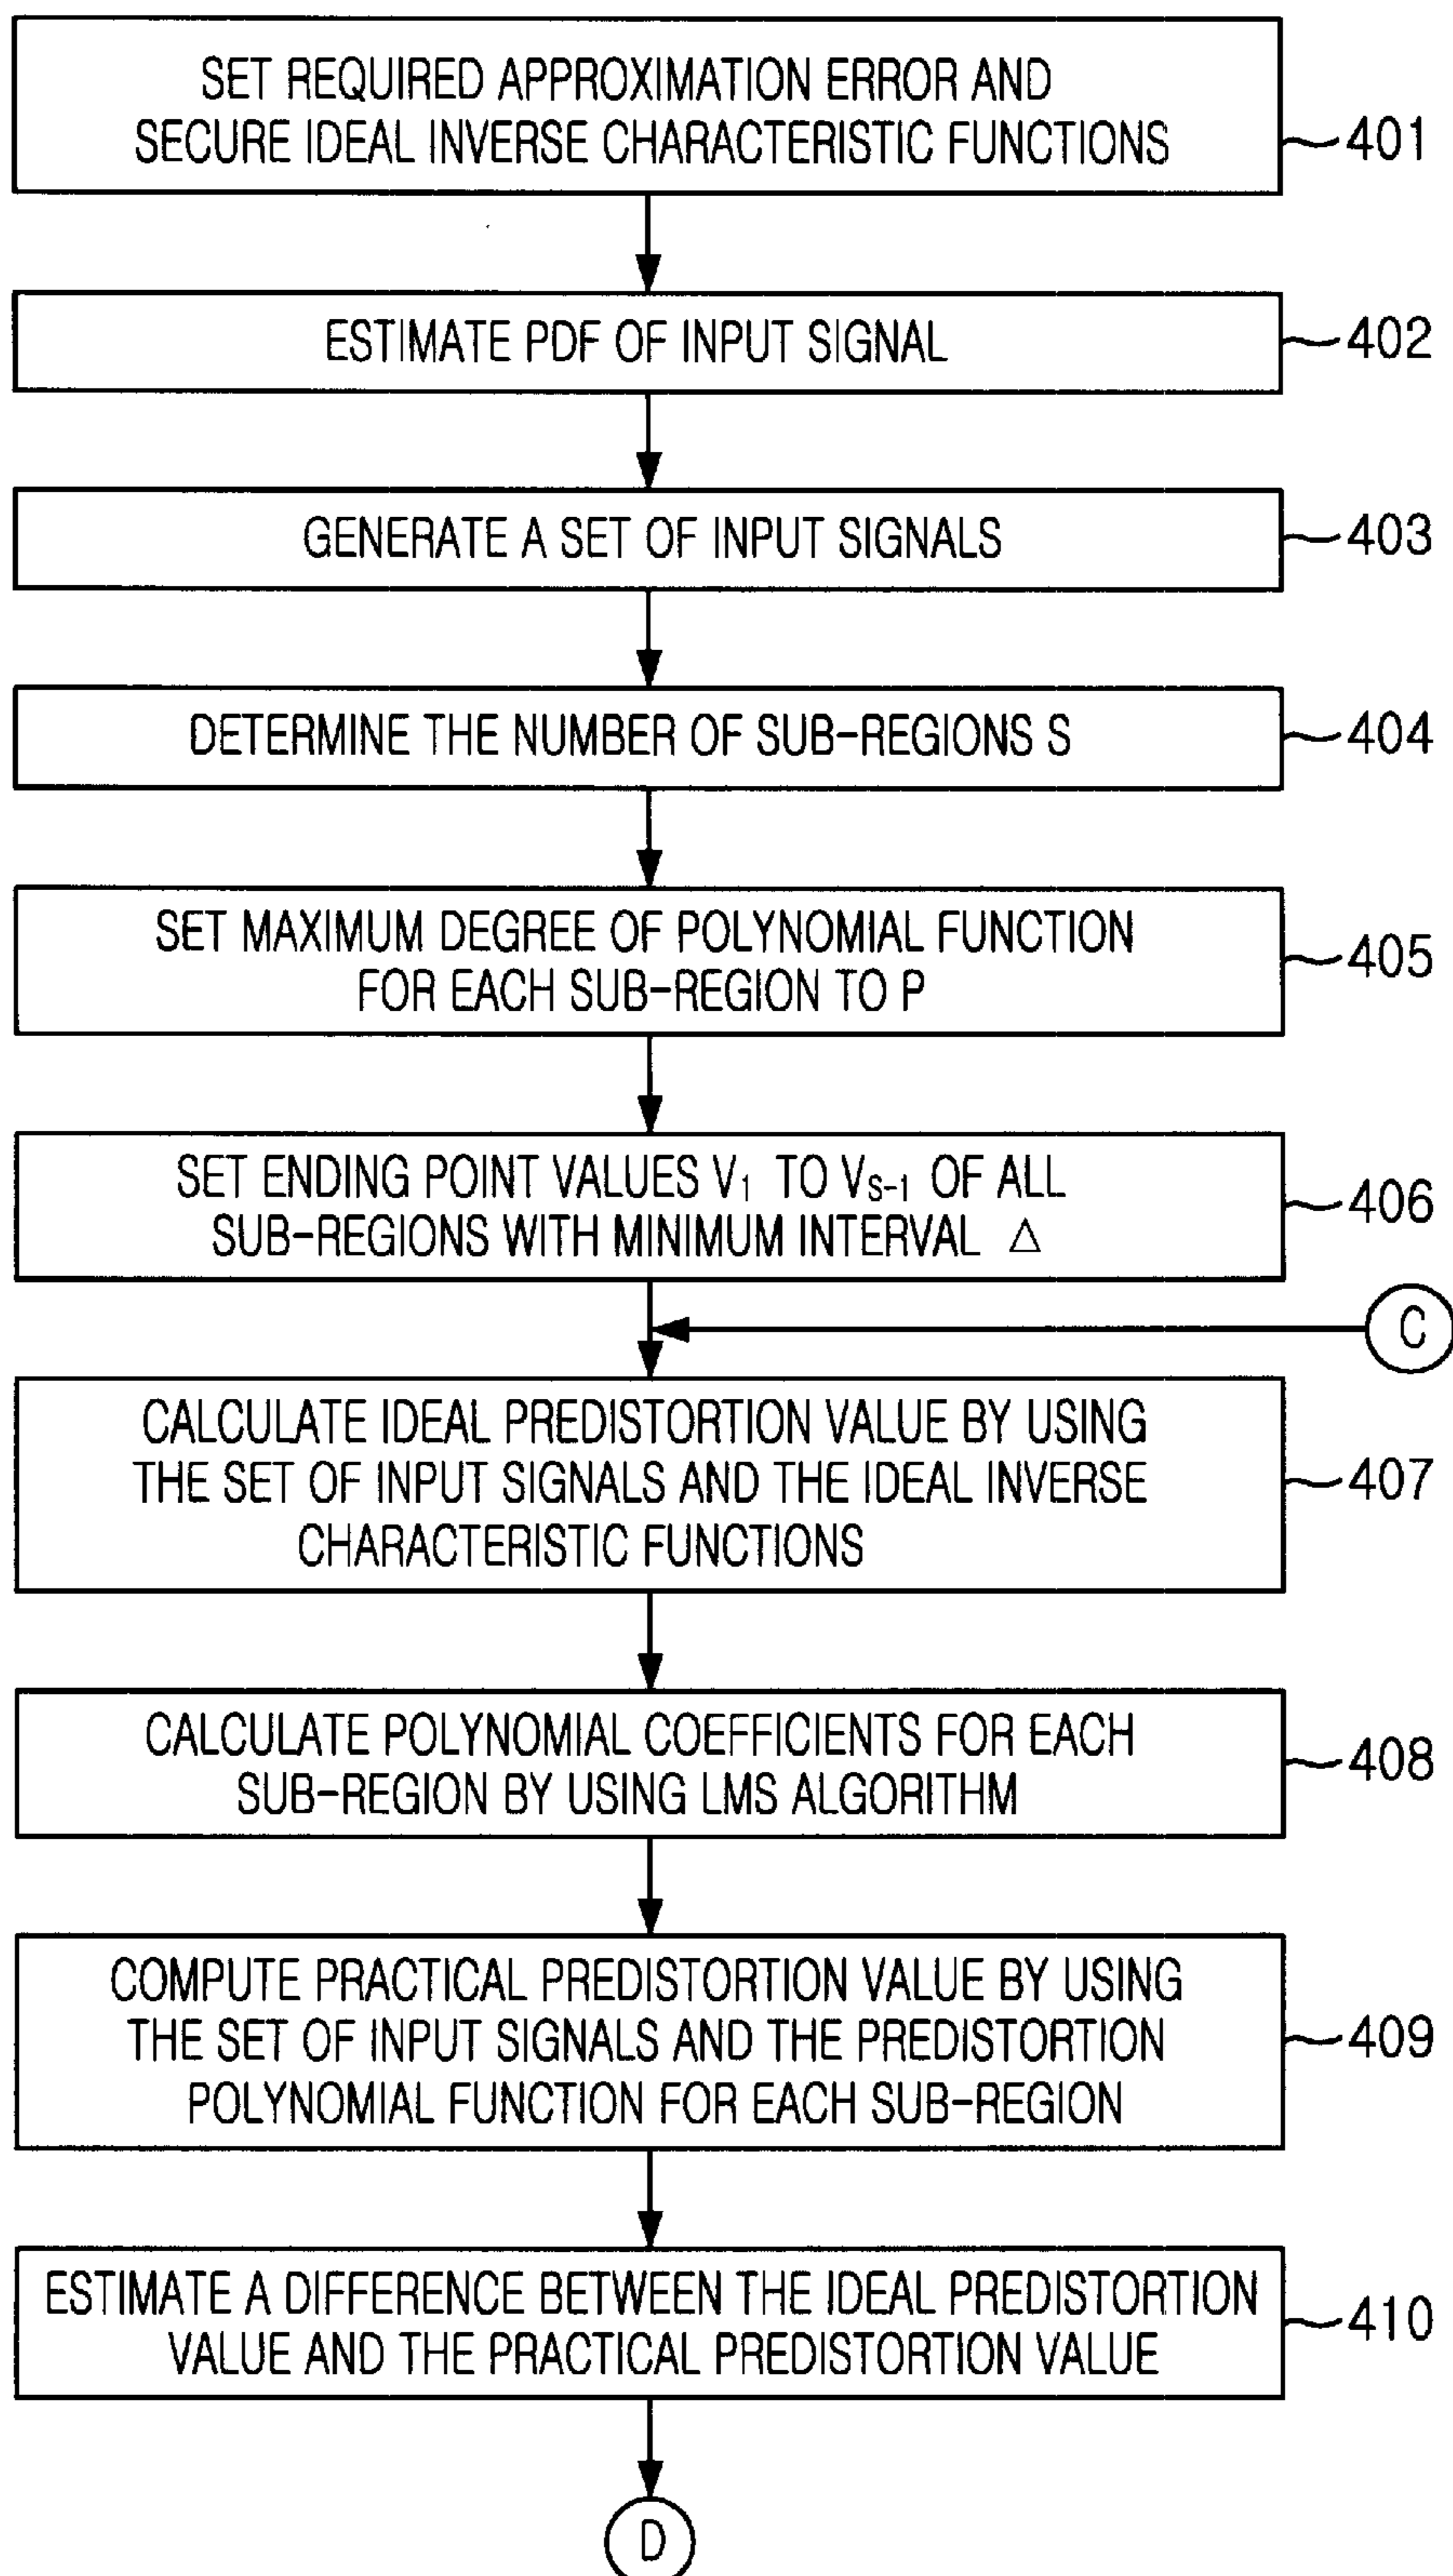 SET REQUIRED APPROXIMATION ERROR AND
SECURE IDEAL INVERSE CHARACTERISTIC FUNCTIONS
401
ESTIMATE PDF OF INPUT SIGNAL
402
GENERATE A SET OF INPUT SIGNALS
403
DETERMINE THE NUMBER OF SUB-REGIONS S
404
SET MAXIMUM DEGREE OF POLYNOMIAL FUNCTION
FOR EACH SUB-REGION TO P
405
SET ENDING POINT VALUES V1 TO VS-1 OF ALL
SUB-REGIONS WITH MINIMUM INTERVAL △
406
C
CALCULATE IDEAL PREDISTORTION VALUE BY USING
THE SET OF INPUT SIGNALS AND THE IDEAL INVERSE
CHARACTERISTIC FUNCTIONS
407
CALCULATE POLYNOMIAL COEFFICIENTS FOR EACH
SUB-REGION BY USING LMS ALGORITHM
408
COMPUTE PRACTICAL PREDISTORTION VALUE BY USING
THE SET OF INPUT SIGNALS AND THE PREDISTORTION
POLYNOMIAL FUNCTION FOR EACH SUB-REGION
409
ESTIMATE A DIFFERENCE BETWEEN THE IDEAL PREDISTORTION
VALUE AND THE PRACTICAL PREDISTORTION VALUE
410
D